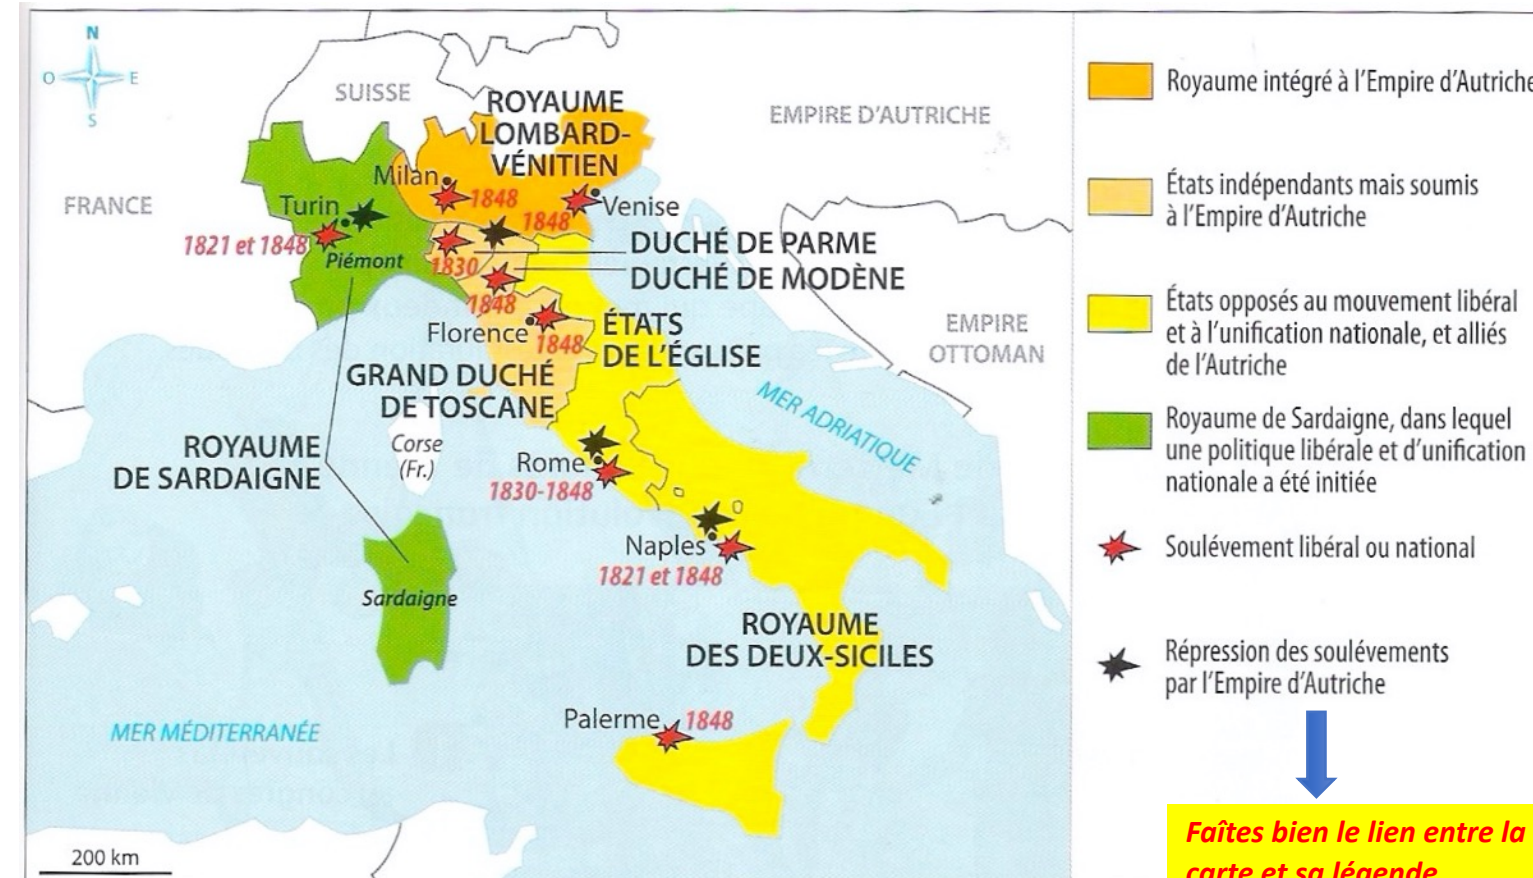 N
O
E
S
SUISSE
FRANCE
EMPIRE D'AUTRICHE
ROYAUME
LOMBARD-
VÉNITIEN
Milan
1848
Venise
1848
Turin
1821 et 1848
Piémont
1830
DUCHÉ DE PARME
DUCHÉ DE MODÈNE
1848
Florence
1848
ÉTATS
DE L'ÉGLISE
EMPIRE
OTTOMAN
GRAND DUCHÉ
DE TOSCANE
MER ADRIATIQUE
Corse
(Fr.)
ROYAUME
DE SARDAIGNE
Rome
1830-1848
Naples
1821 et 1848
Sardaigne
ROYAUME
DES DEUX-SICILES
Palerme
1848
MER MÉDITERRANÉE
200 km
Royaume intégré à l'Empire d'Autriche
États indépendants mais soumis
à l'Empire d'Autriche
États opposés au mouvement libéral
et à l'unification nationale, et alliés
de l'Autriche
Royaume de Sardaigne, dans lequel
une politique libérale et d'unification
nationale a été initiée
Soulévement libéral ou national
Répression des soulévements
par l'Empire d'Autriche
Faîtes bien le lien entre la
carte et sa légende